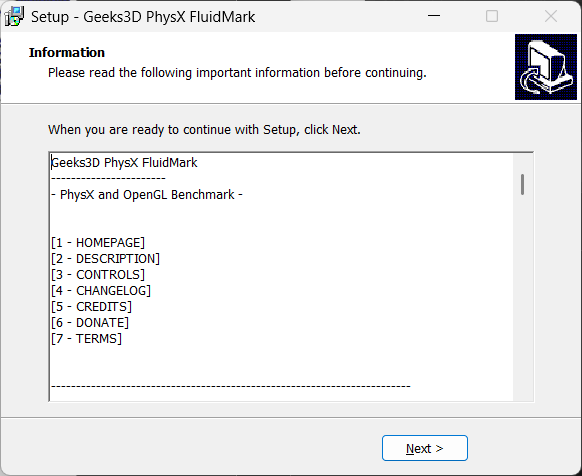 Setup - Geeks3D PhysX FluidMark
Information
Please read the following important information before continuing.
When you are ready to continue with Setup, click Next.
Geeks3D PhysX FluidMark
-----------------------
- PhysX and OpenGL Benchmark -
[1 - HOMEPAGE]
[2 - DESCRIPTION]
[3 - CONTROLS]
[4 - CHANGELOG]
[5 - CREDITS]
[6 - DONATE]
[7 - TERMS]
------------------------------------------------------------------------
Next >